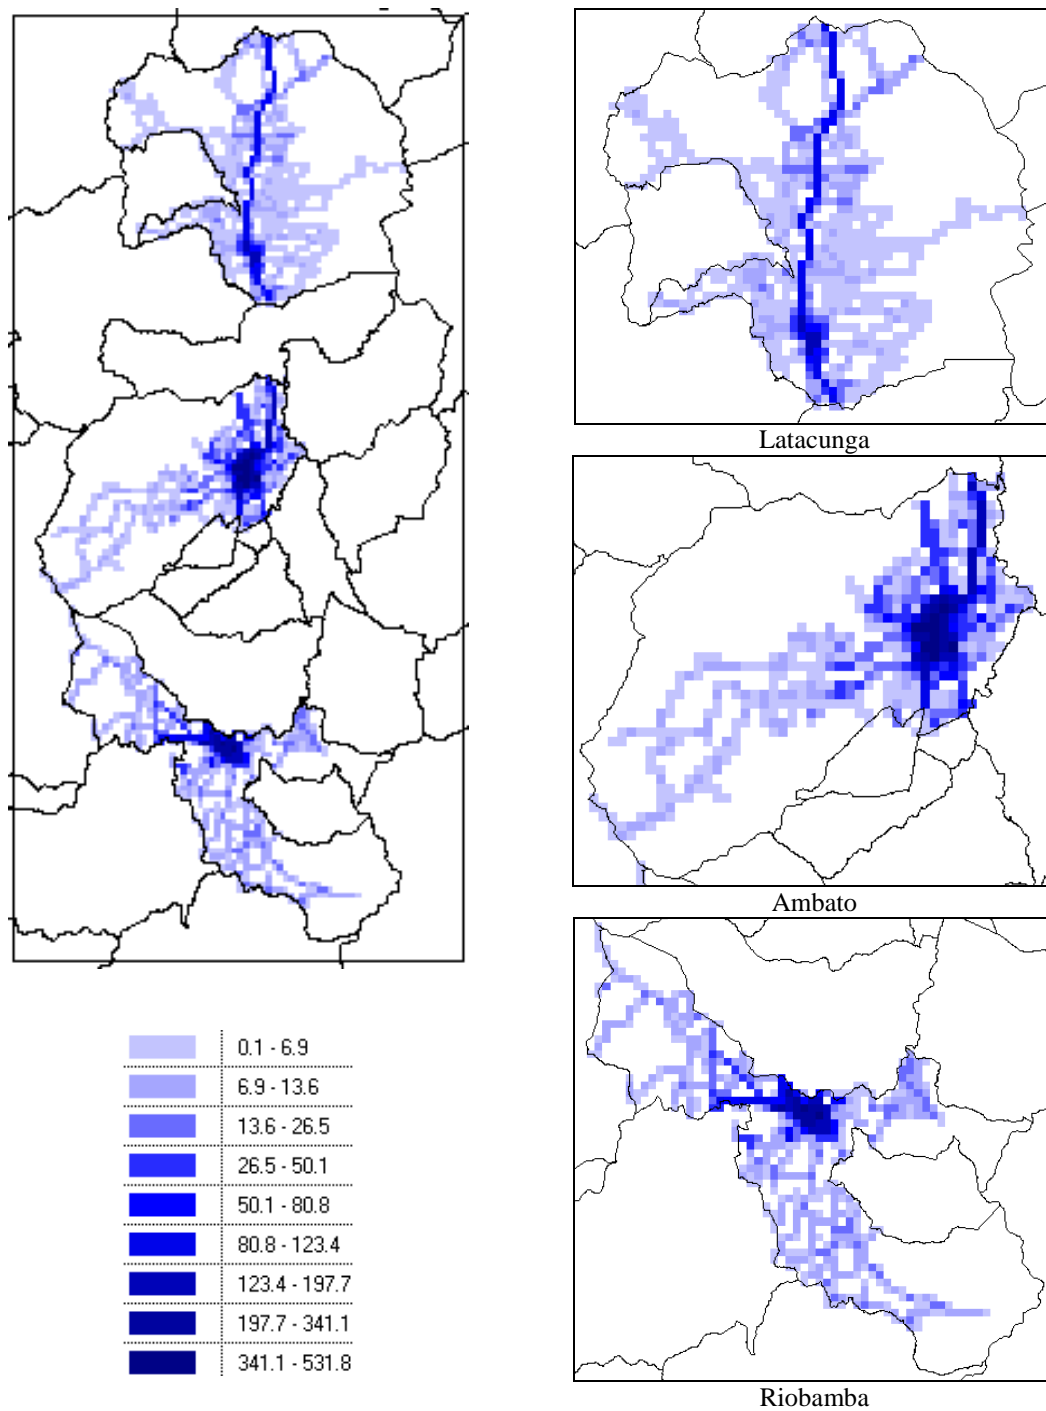 Latacunga
Ambato
0.1 - 6.9
6.9 - 13.6
13.6 - 26.5
26.5 - 50.1
50.1 - 80.8
80.8 - 123.4
123.4 - 197.7
197.7 - 341.1
341.1 - 531.8
Riobamba